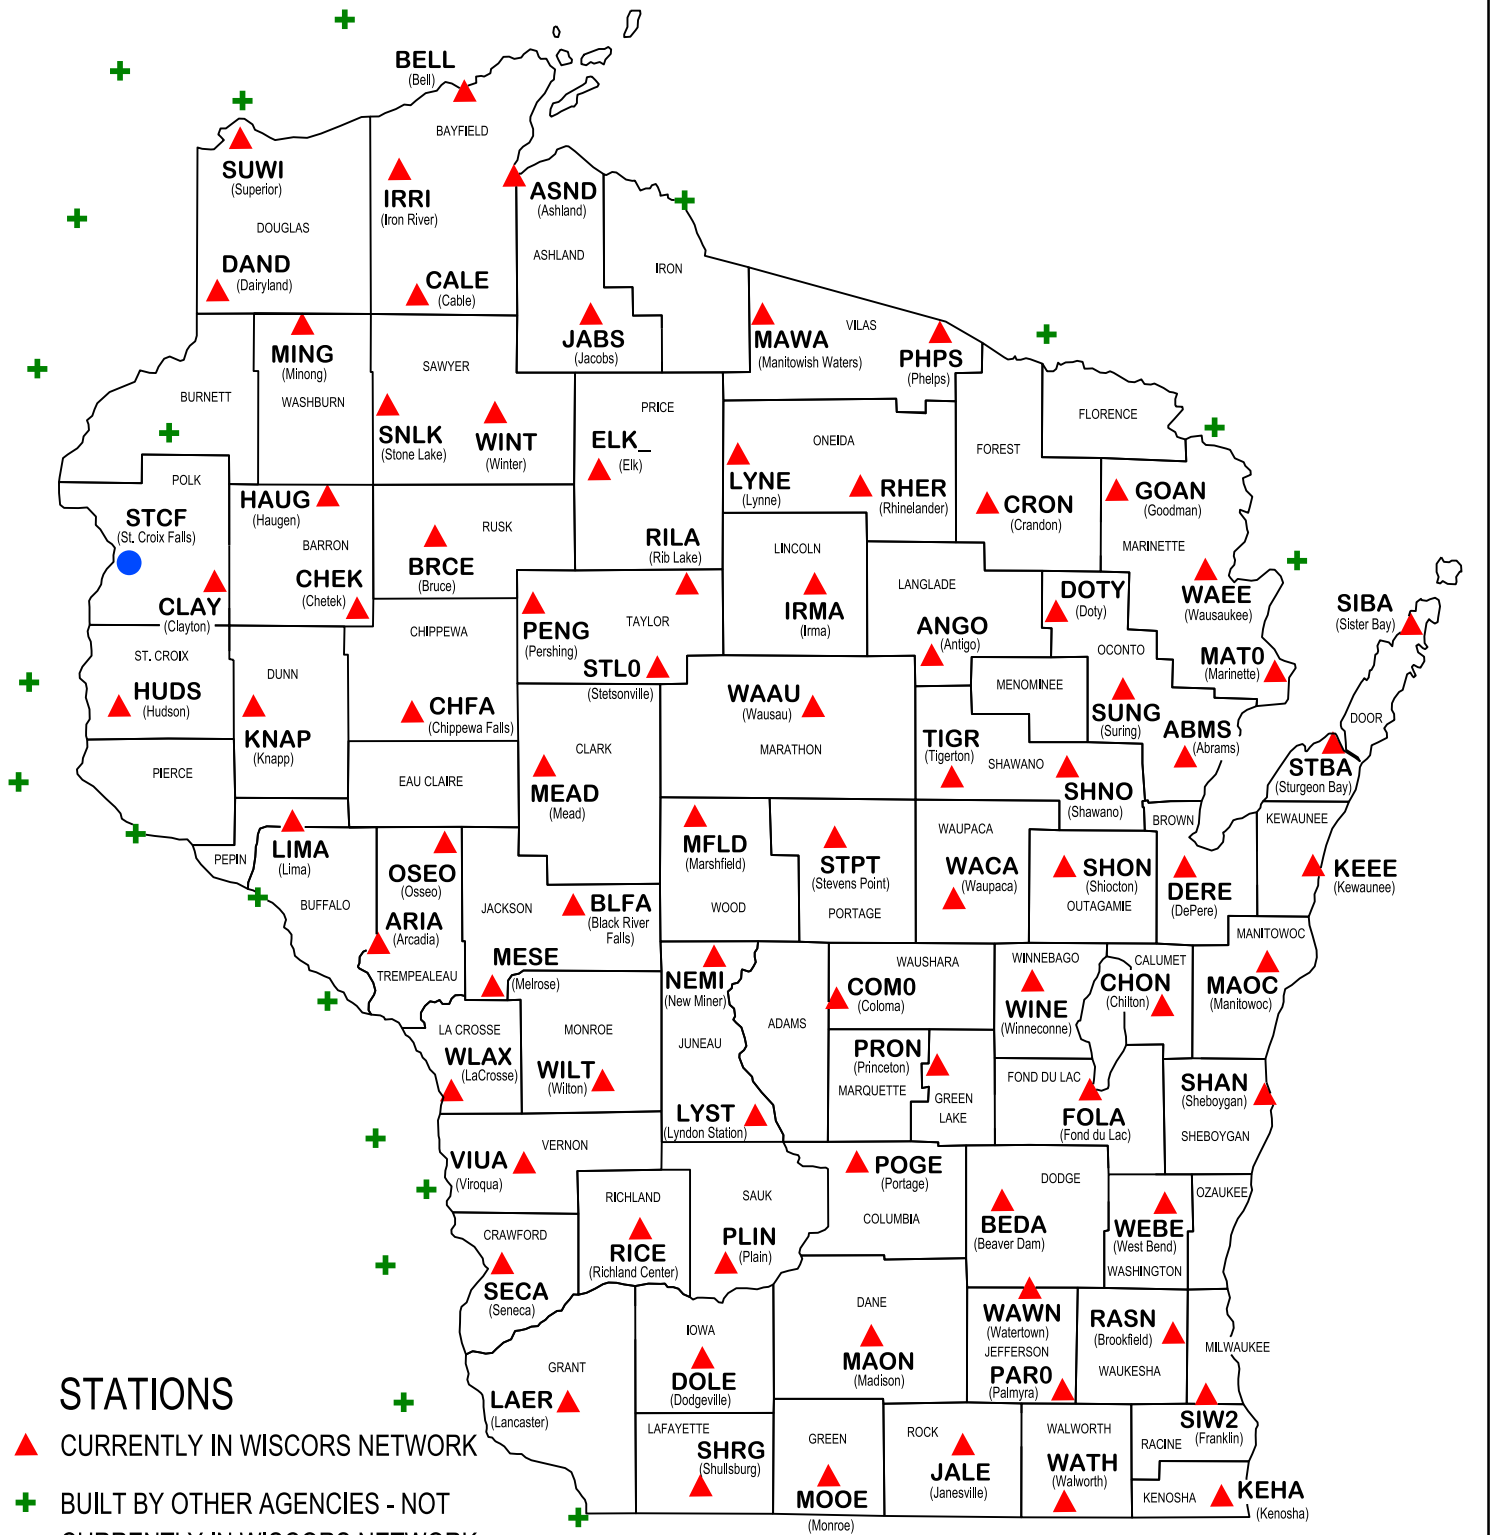 BELL
(Bell)
BAYFIELD
SUWI
(Superior)
IRRI
(Iron River)
ASND
(Ashland)
DOUGLAS
ASHLAND
IRON
DAND
(Dairyland)
CALE
(Cable)
MING
(Minong)
JABS
(Jacobs)
MAWA
(Manitowish Waters)
VILAS
PHPS
(Phelps)
SAWYER
BURNETT
WASHBURN
PRICE
FLORENCE
SNLK
(Stone Lake)
WINT
(Winter)
ELK_
(Elk)
ONEIDA
FOREST
LYNE
(Lynne)
RHER
(Rhinelander)
CRON
(Crandon)
GOAN
(Goodman)
POLK
HAUG
(Haugen)
STCF
(St. Croix Falls)
BARRON
RUSK
BRCE
(Bruce)
RILA
(Rib Lake)
LINCOLN
MARINETTE
CHEK
(Chetek)
CLAY
(Clayton)
LANGLADE
DOTY
(Doty)
WAEE
(Wausaukee)
SIBA
(Sister Bay)
IRMA
(Irma)
PENG
(Pershing)
TAYLOR
CHIPPEWA
ANGO
(Antigo)
OCONTO
MAT0
(Marinette)
ST. CROIX
DUNN
STL0
(Stetsonville)
MENOMINEE
HUDS
(Hudson)
CHFA
(Chippewa Falls)
WAAU
(Wausau)
SUNG
(Suring)
DOOR
KNAP
(Knapp)
CLARK
MARATHON
TIGR
(Tigerton)
ABMS
(Abrams)
PIERCE
EAU CLAIRE
MEAD
(Mead)
SHAWANO
SHNO
(Shawano)
STBA
(Sturgeon Bay)
BROWN
KEWAUNEE
WAUPACA
LIMA
(Lima)
PEPIN
MFLD
(Marshfield)
STPT
(Stevens Point)
WACA
(Waupaca)
SHON
(Shiocton)
OUTAGAMIE
DERE
(DePere)
KEEE
(Kewaunee)
OSEO
(Osseo)
BUFFALO
ARIA
(Arcadia)
JACKSON
BLFA
(Black River
Falls)
WOOD
PORTAGE
MANITOWOC
TREMPEALEAU
MESE
(Melrose)
NEMI
(New Miner)
WAUSHARA
COM0
(Coloma)
WINNEBAGO
WINE
(Winneconne)
CALUMET
CHON
(Chilton)
MAOC
(Manitowoc)
LA CROSSE
WLAX
(LaCrosse)
MONROE
WILT
(Wilton)
JUNEAU
ADAMS
PRON
(Princeton)
MARQUETTE
GREEN
LAKE
FOND DU LAC
FOLA
(Fond du Lac)
SHAN
(Sheboygan)
SHEBOYGAN
LYST
(Lyndon Station)
VIUA
(Viroqua)
VERNON
RICHLAND
SAUK
POGE
(Portage)
COLUMBIA
DODGE
BEDA
(Beaver Dam)
OZAUKEE
WEBE
(West Bend)
WASHINGTON
CRAWFORD
SECA
(Seneca)
RICE
(Richland Center)
PLIN
(Plain)
DANE
MAON
(Madison)
WAWN
(Watertown)
JEFFERSON
PAR0
(Palmyra)
RASN
(Brookfield)
WAUKESHA
MILWAUKEE
IOWA
DOLE
(Dodgeville)
GRANT
LAER
(Lancaster)
LAFAYETTE
SHRG
(Shullsburg)
GREEN
MOOE
(Monroe)
ROCK
JALE
(Janesville)
WALWORTH
WATH
(Walworth)
RACINE
SIW2
(Franklin)
KENOSHA
KEHA
(Kenosha)
STATIONS
CURRENTLY IN WISCORS NETWORK
BUILT BY OTHER AGENCIES - NOT
CURRENTLY IN WISCORS NETWORK